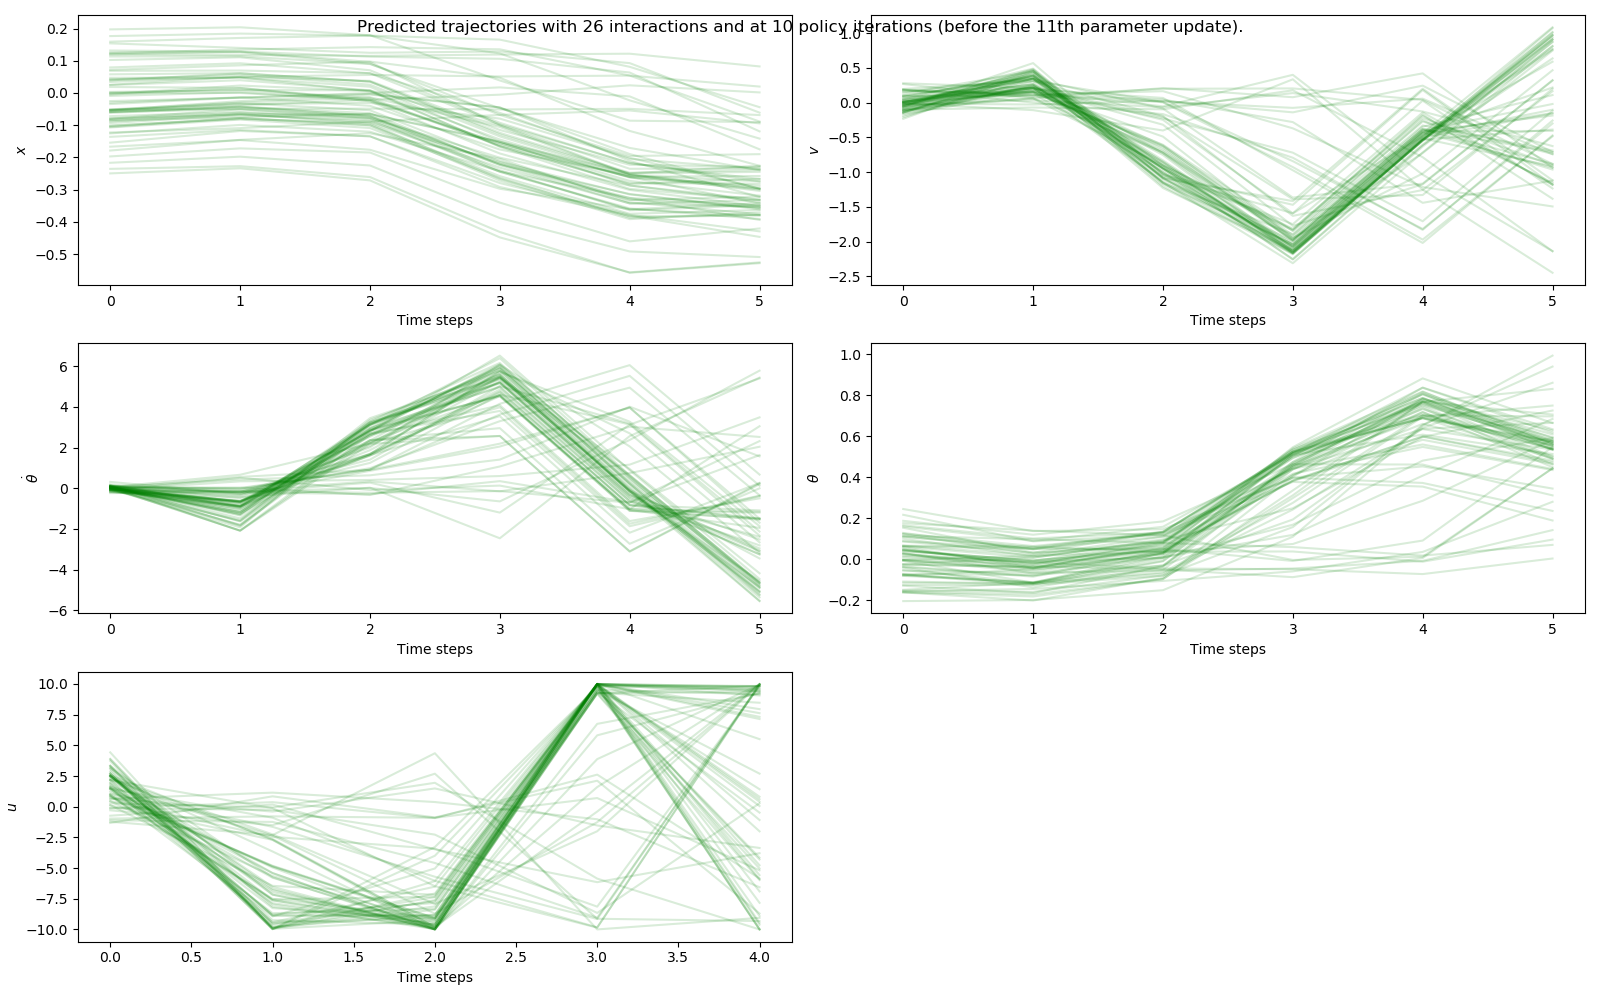 Predicted trajectories with 26 interactions and at 10 policy iterations (before the 11th parameter update).
0.2
0.1
0.0
−0.1
−0.2
−0.3
−0.4
−0.5
x
0 1 2 3 4 5
Time steps
1.0
0.5
0.0
−0.5
−1.0
−1.5
−2.0
−2.5
v
0 1 2 3 4 5
Time steps
6
4
2
0
−2
−4
−6
θ̇
0 1 2 3 4 5
Time steps
1.0
0.8
0.6
0.4
0.2
0.0
−0.2
θ
0 1 2 3 4 5
Time steps
10.0
7.5
5.0
2.5
0.0
−2.5
−5.0
−7.5
−10.0
u
0.0 0.5 1.0 1.5 2.0 2.5 3.0 3.5 4.0
Time steps